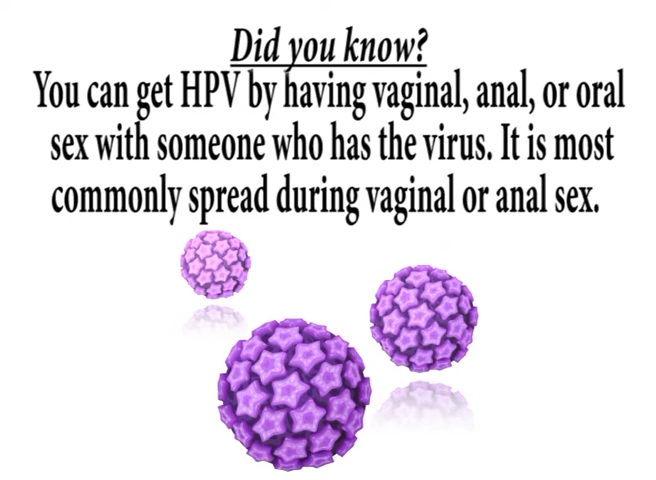 Did you know?
You can get HPV by having vaginal, anal, or oral
sex with someone who has the virus. It is most
commonly spread during vaginal or anal sex.